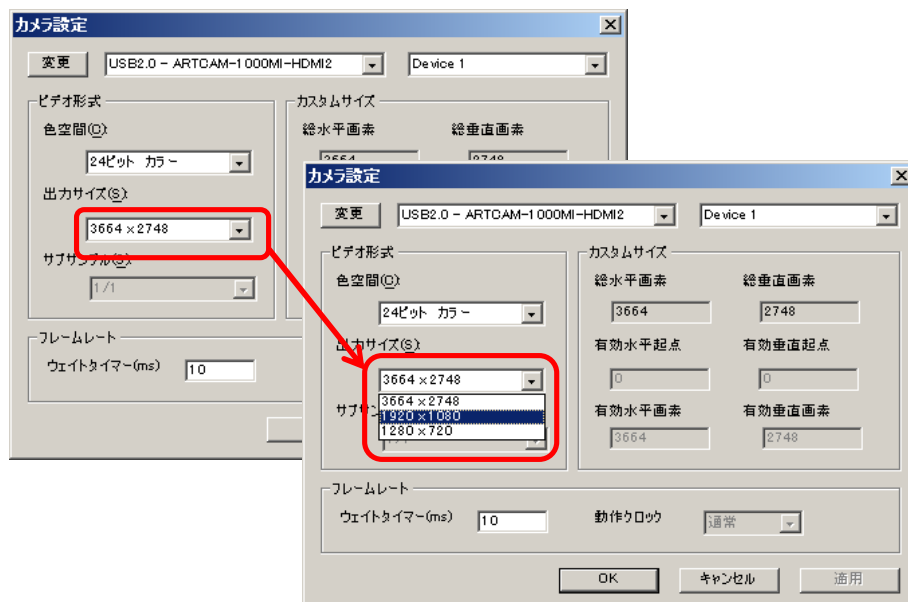 カメラ設定
変更 USB2.0 - ARTCAM-1000MI-HDMI2 Device 1
ビデオ形式
色空間(C):
24ビット カラー
出力サイズ(S):
3664 x 2748
サブサンプル(S):
1/1
カスタムサイズ
総水平画素 総垂直画素
3664 2748
フレームレート
ウェイトタイマー(ms) 10
カメラ設定
変更 USB2.0 - ARTCAM-1000MI-HDMI2 Device 1
ビデオ形式
色空間(C):
24ビット カラー
出力サイズ(S):
3664 x 2748
3664 x 2748
1920 x 1080
1280 x 720
サブサン
カスタムサイズ
総水平画素 総垂直画素
3664 2748
有効水平起点 有効垂直起点
0 0
有効水平画素 有効垂直画素
3664 2748
フレームレート
ウェイトタイマー(ms) 10 動作クロック 通常
OK キャンセル 適用